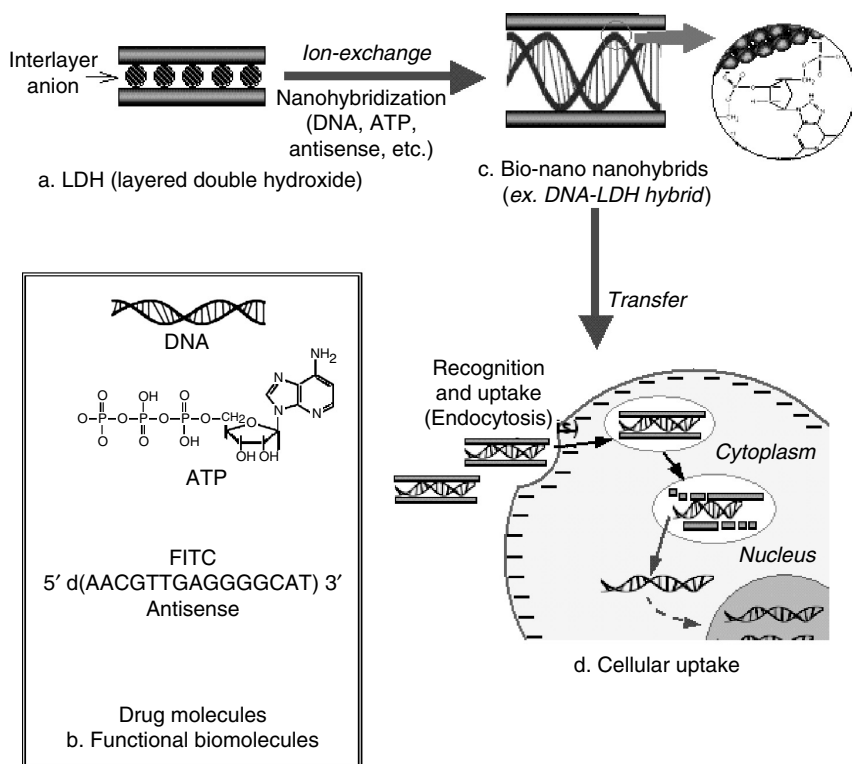 Interlayer
anion
Ion-exchange
Nanohybridization
(DNA, ATP,
antisense, etc.)
a. LDH (layered double hydroxide)
c. Bio-nano nanohybrids
(ex. DNA-LDH hybrid)
Transfer
DNA
NH2
N
N
N
N
O OH O
O-P-O-P-O-P-O-CH2 O
O O OH
OH OH
ATP
FITC
5′ d(AACGTTGAGGGGCAT) 3′
Antisense
Drug molecules
b. Functional biomolecules
Recognition
and uptake
(Endocytosis)
Cytoplasm
Nucleus
d. Cellular uptake